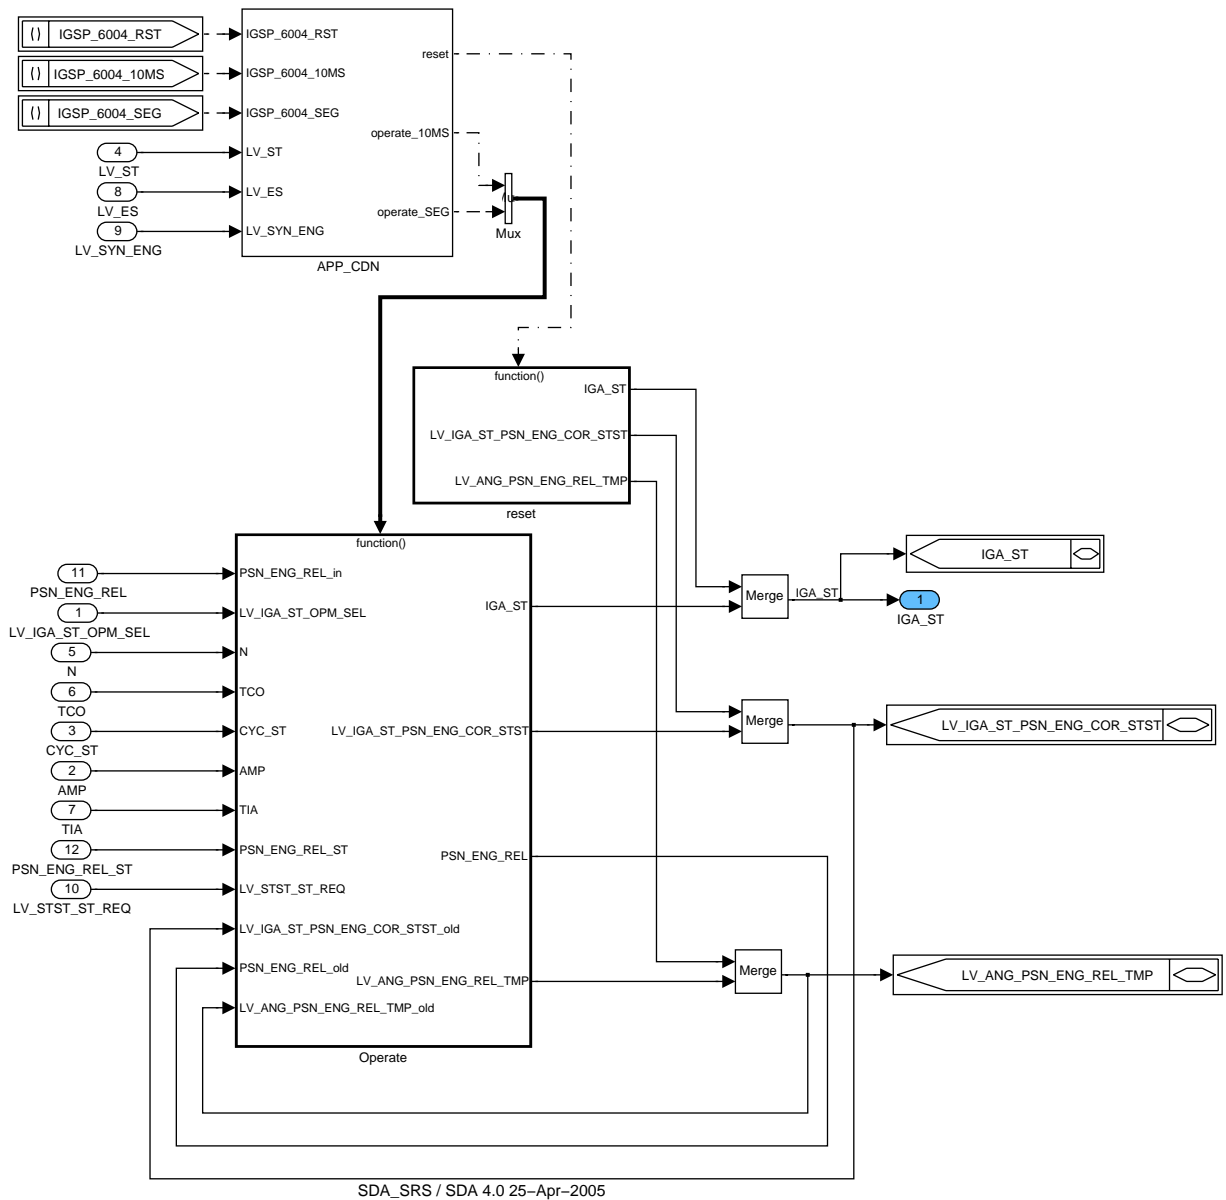 IGSP_6004_RST
IGSP_6004_10MS
IGSP_6004_SEG
4
LV_ST
8
LV_ES
9
LV_SYN_ENG
IGSP_6004_RST
IGSP_6004_10MS
IGSP_6004_SEG
LV_ST
LV_ES
LV_SYN_ENG
reset
operate_10MS
operate_SEG
APP_CDN
Mux
function()
IGA_ST
LV_IGA_ST_PSN_ENG_COR_STST
LV_ANG_PSN_ENG_REL_TMP
reset
11
PSN_ENG_REL
1
LV_IGA_ST_OPM_SEL
5
N
6
TCO
3
CYC_ST
2
AMP
7
TIA
12
PSN_ENG_REL_ST
10
LV_STST_ST_REQ
function()
PSN_ENG_REL_in
LV_IGA_ST_OPM_SEL
N
TCO
CYC_ST
AMP
TIA
PSN_ENG_REL_ST
LV_STST_ST_REQ
LV_IGA_ST_PSN_ENG_COR_STST_old
PSN_ENG_REL_old
LV_ANG_PSN_ENG_REL_TMP_old
IGA_ST
LV_IGA_ST_PSN_ENG_COR_STST
PSN_ENG_REL
LV_ANG_PSN_ENG_REL_TMP
Operate
Merge
IGA_ST
IGA_ST
1
IGA_ST
Merge
LV_IGA_ST_PSN_ENG_COR_STST
Merge
LV_ANG_PSN_ENG_REL_TMP
SDA_SRS / SDA 4.0 25−Apr−2005